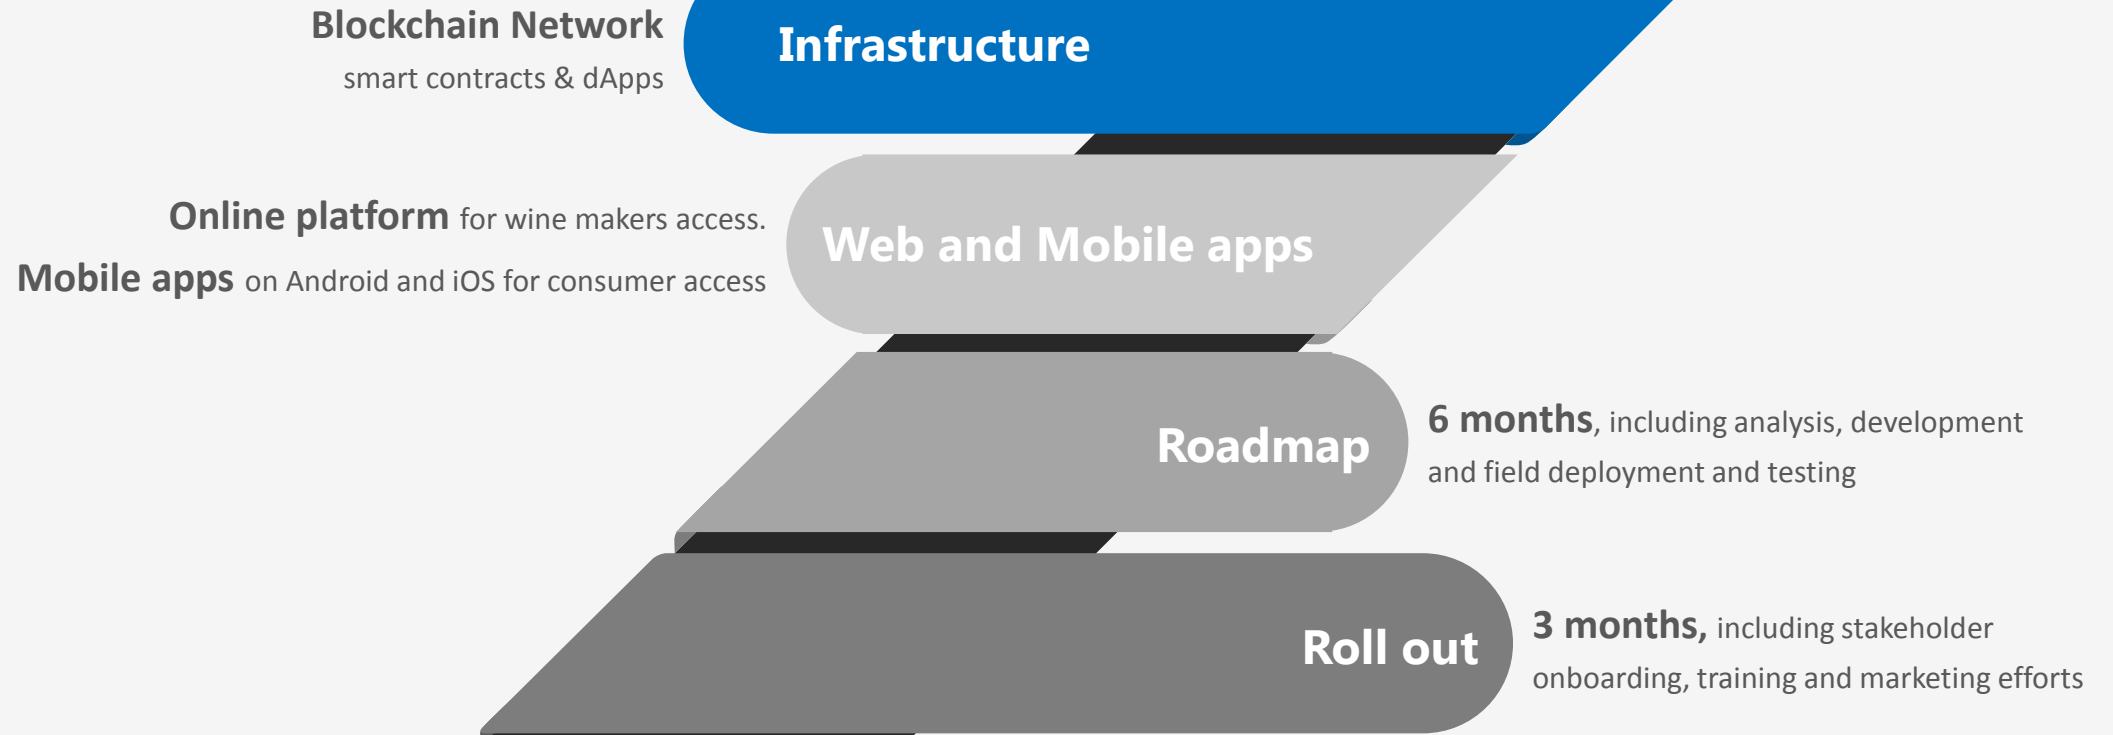 Blockchain Network
smart contracts & dApps
Infrastructure
Online platform for wine makers access.
Mobile apps on Android and iOS for consumer access
Web and Mobile apps
Roadmap
6 months, including analysis, development
and field deployment and testing
Roll out
3 months, including stakeholder
onboarding, training and marketing efforts